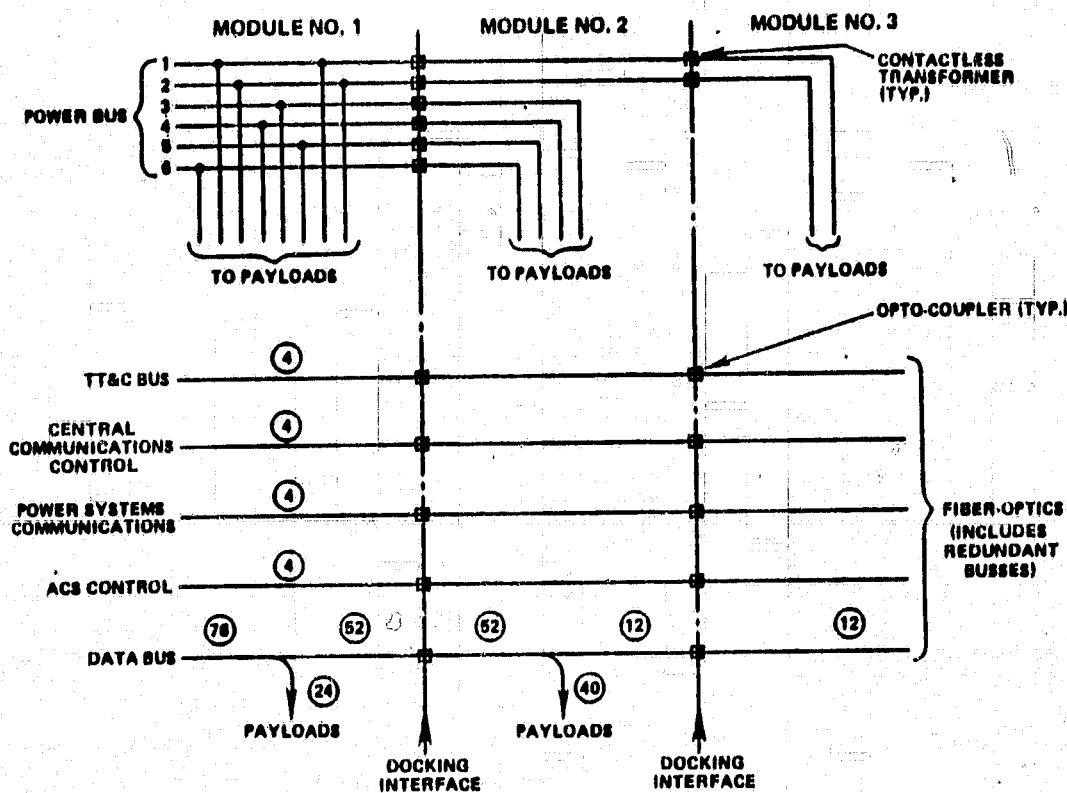 MODULE NO. 1
MODULE NO. 2
MODULE NO. 3
POWER BUS
1
2
3
4
5
6
CONTACTLESS
TRANSFORMER
(TYP.)
TO PAYLOADS
TO PAYLOADS
TO PAYLOADS
OPTO-COUPLER (TYP.)
TT&C BUS
4
CENTRAL
COMMUNICATIONS
CONTROL
4
POWER SYSTEMS
COMMUNICATIONS
4
ACS CONTROL
4
FIBER-OPTICS
(INCLUDES
REDUNDANT
BUSSES)
DATA BUS
76
52
52
12
12
24
40
PAYLOADS
PAYLOADS
DOCKING
INTERFACE
DOCKING
INTERFACE